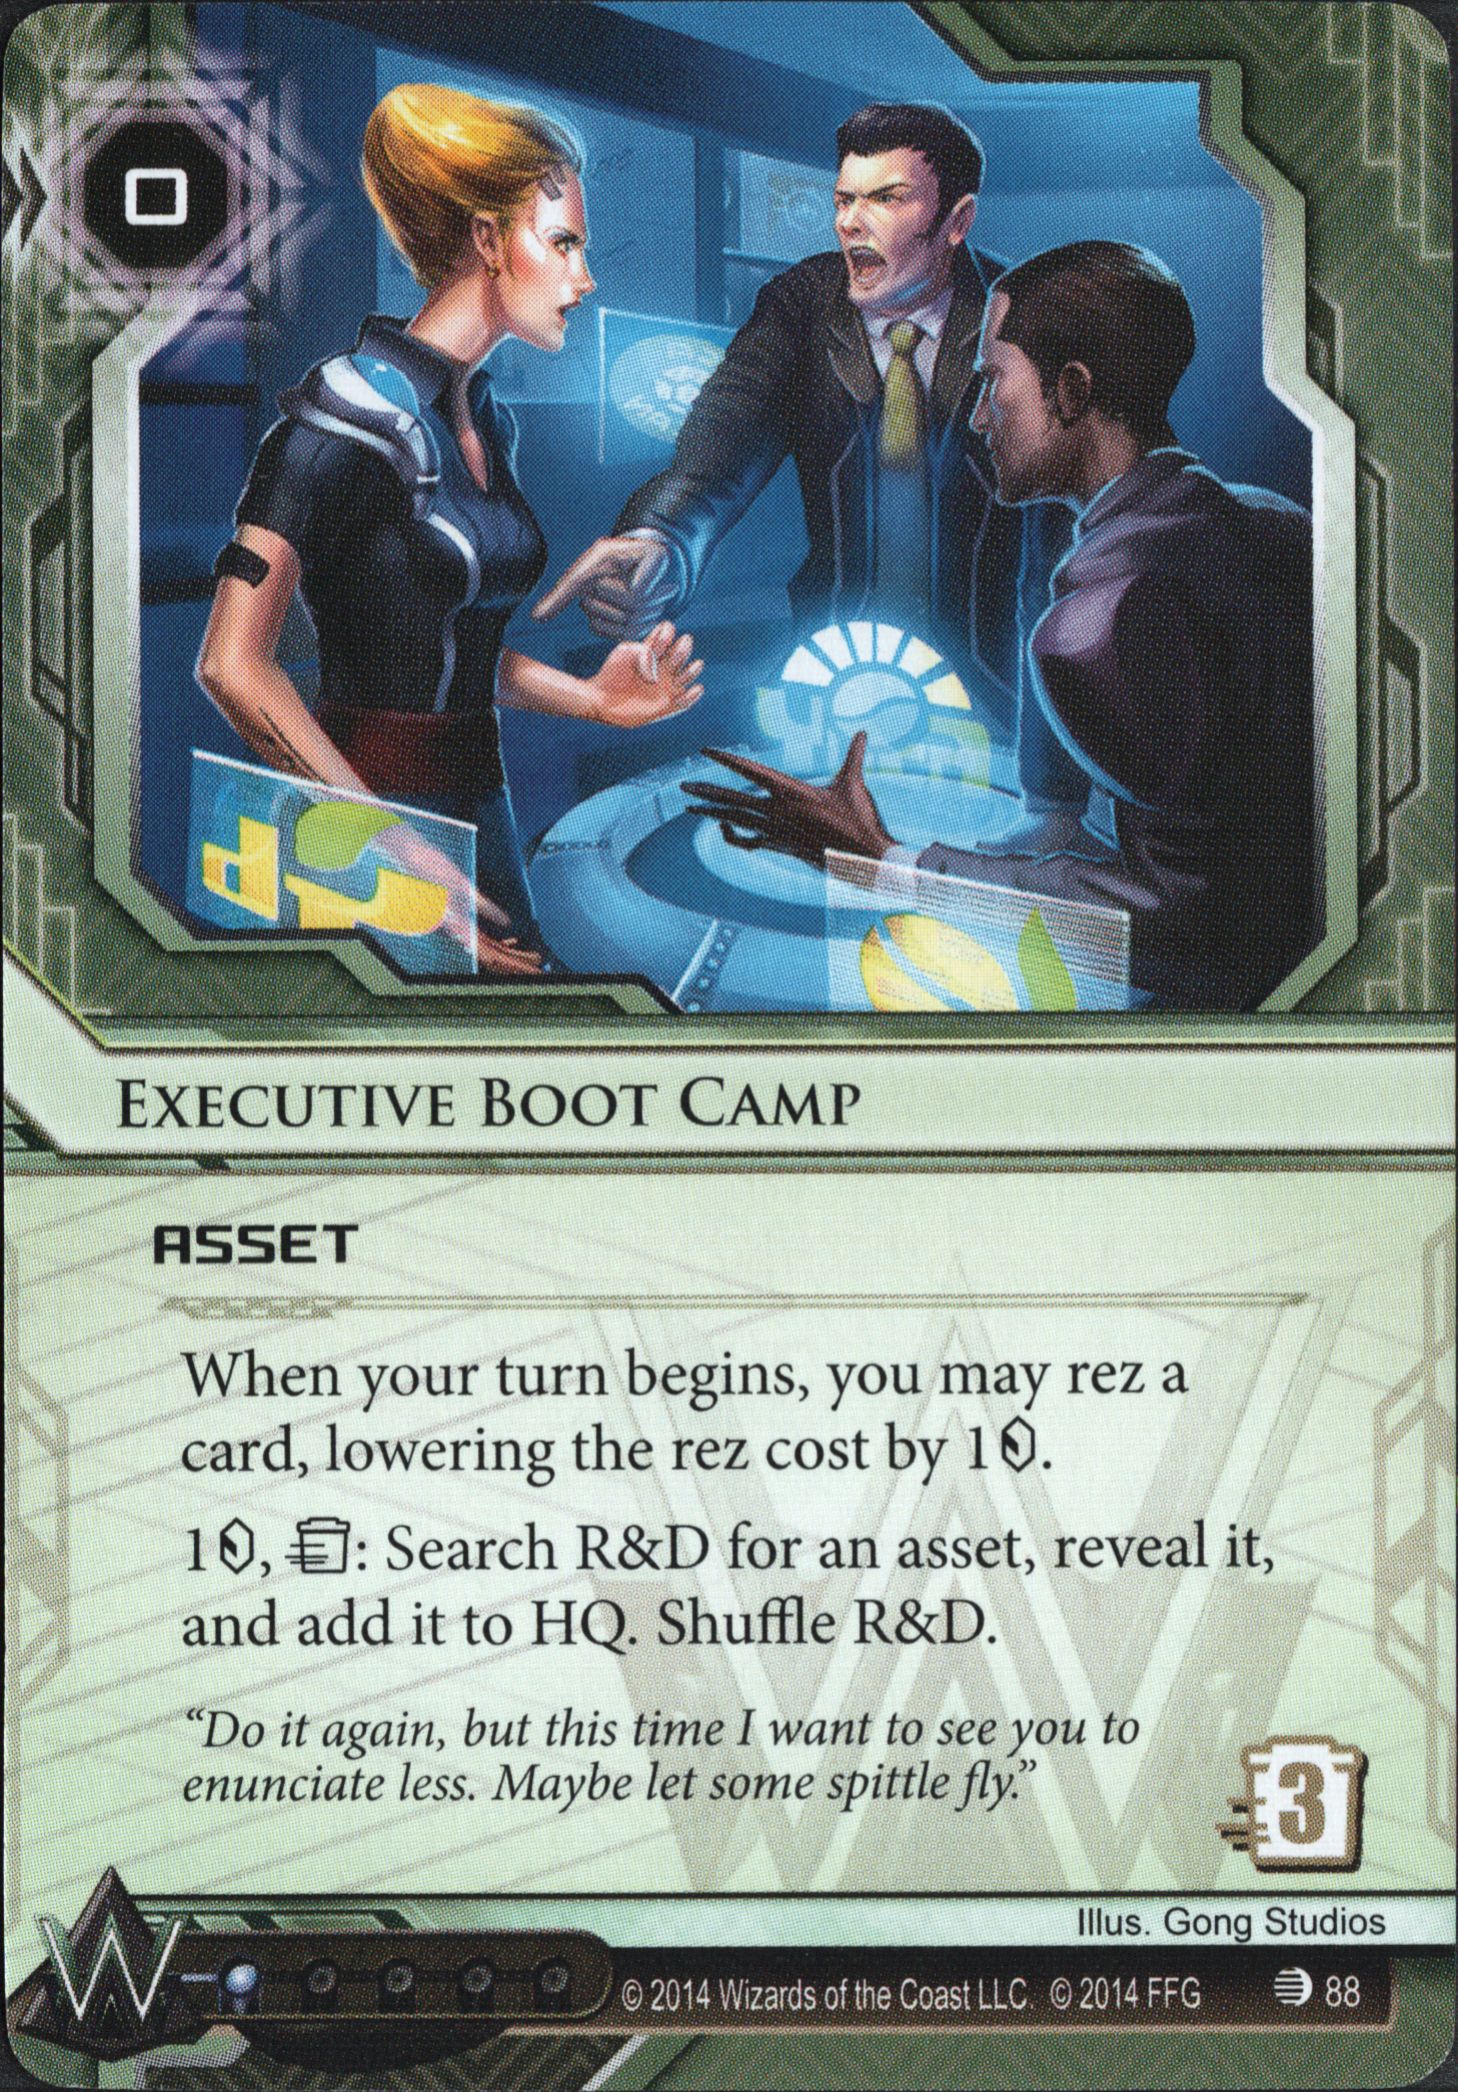 0
EXECUTIVE BOOT CAMP
ASSET
When your turn begins, you may rez a
card, lowering the rez cost by 1.
1, : Search R&D for an asset, reveal it,
and add it to HQ. Shuffle R&D.
“Do it again, but this time I want to see you to
enunciate less. Maybe let some spittle fly.”
3
Illus. Gong Studios
W
© 2014 Wizards of the Coast LLC. © 2014 FFG 88